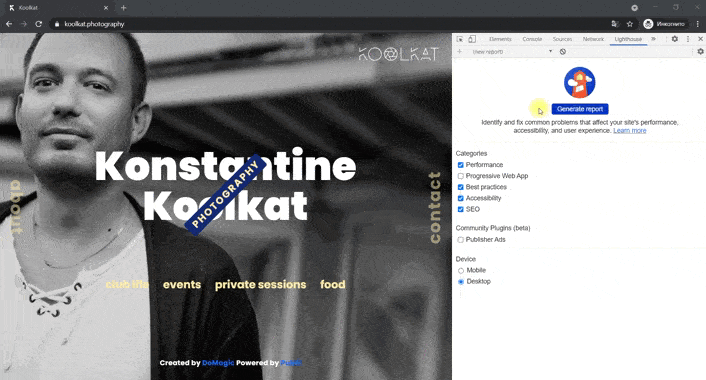 Koolkat
koolkat.photography
Инкогнито
Elements Console Sources Network Lighthouse
(new report)
KOOLKAT
Generate report
Identify and fix common problems that affect your site's performance,
accessibility, and user experience. Learn more
Categories
Performance
Progressive Web App
Best practices
Accessibility
SEO
Community Plugins (beta)
Publisher Ads
Device
Mobile
Desktop
Konstantine
Koolkat
PHOTOGRAPHY
about
contact
club life events private sessions food
Created by DoMagic Powered by